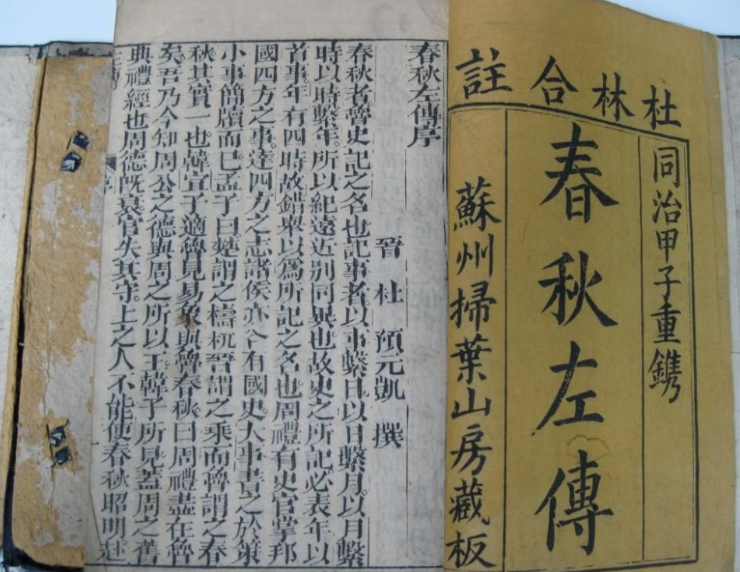 杜林合註
同治甲子重鐫
春秋左傳
蘇州掃葉山房藏板
春秋左傳序
晉 杜 預元凱 撰
春秋者魯史記之名也記事者以事繫日以日繫月以月繫
時以時繫年所以紀遠近別同異也故史之所記必表年以
首事年有四時故錯舉以爲所記之名也周禮有史官掌邦
國四方之事達四方之志諸侯亦各有國史大事書之於策
小事簡牘而已孟子曰楚謂之檮杌晉謂之乘而魯謂之春
秋其實一也韓宣子適魯見易象與魯春秋曰周禮盡在魯
矣吾乃今知周公之德與周之所以王韓子所見蓋周之舊
典禮經也周德旣衰官失其守上之人不能使春秋昭明赴